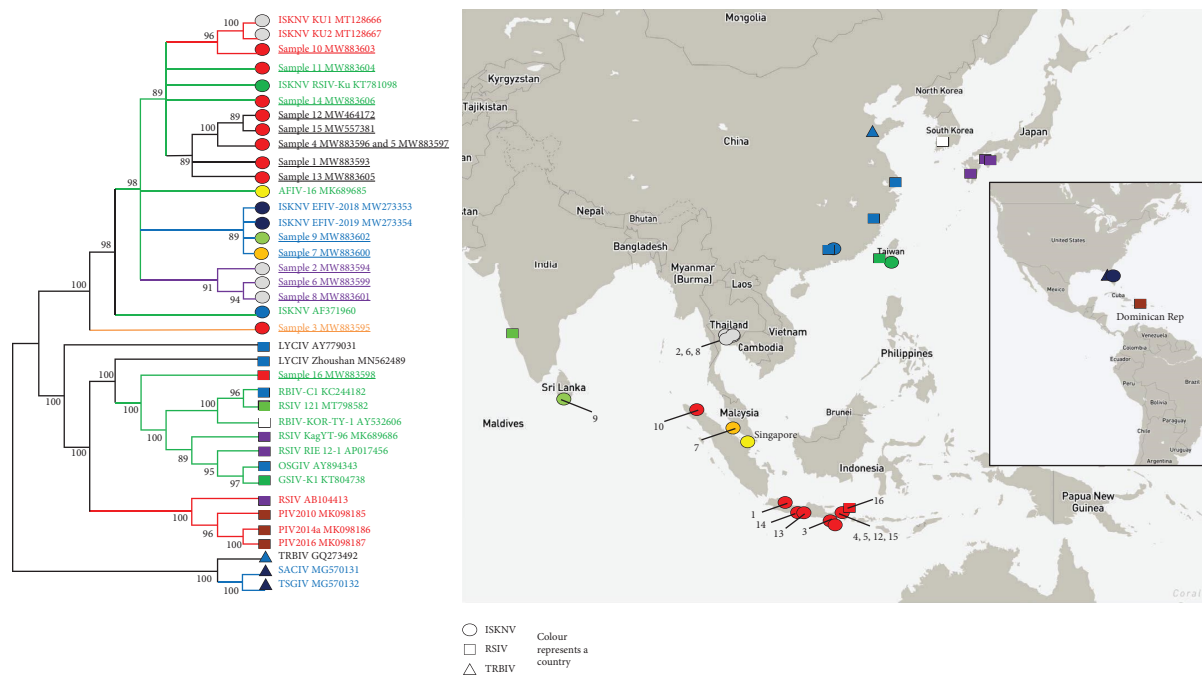 ISKNV KU1 MT128666
ISKNV KU2 MT128667
Sample 10 MW883603
Sample 11 MW883604
ISKNV RSIV-Ku KT781098
Sample 14 MW883606
Sample 12 MW464172
Sample 15 MW557381
Sample 4 MW883596 and 5 MW883597
Sample 1 MW883593
Sample 13 MW883605
AFIV-16 MK689685
ISKNV EFIV-2018 MW273353
ISKNV EFIV-2019 MW273354
Sample 9 MW883602
Sample 7 MW883600
Sample 2 MW883594
Sample 6 MW883599
Sample 8 MW883601
ISKNV AF371960
Sample 3 MW883595
LYCIV AY779031
LYCIV Zhoushan MN562489
Sample 16 MW883598
RBIV-C1 KC244182
RSIV 121 MT798582
RBIV-KOR-TY-1 AY532606
RSIV KagYT-96 MK689686
RSIV RIE 12-1 AP017456
OSGIV AY894343
GSIV-K1 KT804738
RSIV AB104413
PIV2010 MK098185
PIV2014a MK098186
PIV2016 MK098187
TRBIV GQ273492
SACIV MG570131
TSGIV MG570132
100
96
89
89
100
89
98
98
89
91
94
100
100
96
100
100
100
89
95
97
100
100
96
100
100
100
Mongolia
Kyrgyzstan
Tajikistan
an
stan
North Korea
South Korea
Japan
China
Nepal
Bhutan
Bangladesh
India
Myanmar
(Burma)
Laos
Taiwan
Thailand
Vietnam
Cambodia
2, 6, 8
Philippines
Sri Lanka
9
Maldives
10
Malaysia
Brunei
7
Singapore
Indonesia
1
14
13
3
16
4, 5, 12, 15
Papua New
Guinea
Coral
United States
Mexico
Cuba
Dominican Rep
Venezuela
Colombia
Ecuador
Peru
Brazil
Bolivia
Paraguay
Chile
Uruguay
Argentina
ISKNV
RSIV
TRBIV
Colour
represents a
country